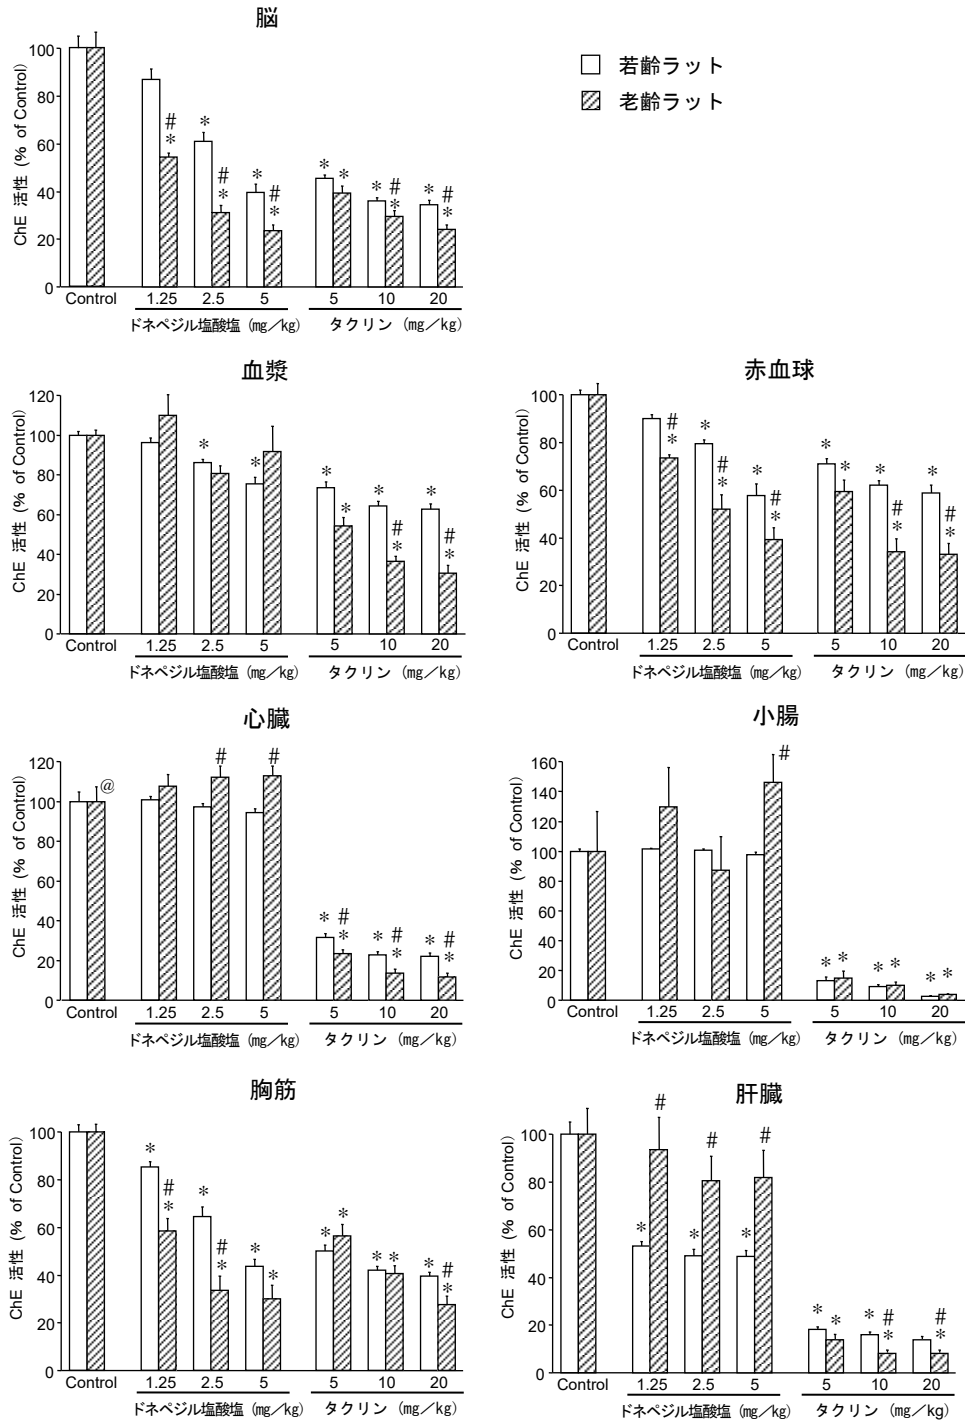 脳
ChE 活性 (% of Control)
100
80
60
40
20
0
# * # * * * # * * * * # * * # *
Control 1.25 2.5 5 5 10 20
ドネペジル塩酸塩 (mg/kg) タクリン (mg/kg)
若齢ラット
老齢ラット
血漿
ChE 活性 (% of Control)
120
100
80
60
40
20
0
* * * * * # * * # *
Control 1.25 2.5 5 5 10 20
ドネペジル塩酸塩 (mg/kg) タクリン (mg/kg)
赤血球
ChE 活性 (% of Control)
100
80
60
40
20
0
# * * # * * # * * * * # * * # *
Control 1.25 2.5 5 5 10 20
ドネペジル塩酸塩 (mg/kg) タクリン (mg/kg)
心臓
ChE 活性 (% of Control)
120
100
80
60
40
20
0
@ # # * # * * # * * # *
Control 1.25 2.5 5 5 10 20
ドネペジル塩酸塩 (mg/kg) タクリン (mg/kg)
小腸
ChE 活性 (% of Control)
160
140
120
100
80
60
40
20
0
# * * * * * *
Control 1.25 2.5 5 5 10 20
ドネペジル塩酸塩 (mg/kg) タクリン (mg/kg)
胸筋
ChE 活性 (% of Control)
100
80
60
40
20
0
* # * * # * * * * * * * * # *
Control 1.25 2.5 5 5 10 20
ドネペジル塩酸塩 (mg/kg) タクリン (mg/kg)
肝臓
ChE 活性 (% of Control)
100
80
60
40
20
0
* # * # * # * * * # * # *
Control 1.25 2.5 5 5 10 20
ドネペジル塩酸塩 (mg/kg) タクリン (mg/kg)